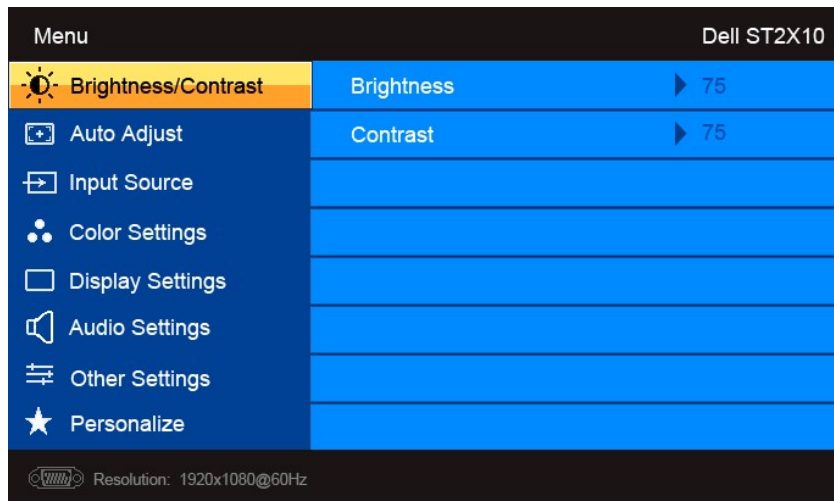 Menu Dell ST2X10
Brightness/Contrast Brightness 75
Auto Adjust Contrast 75
Input Source
Color Settings
Display Settings
Audio Settings
Other Settings
Personalize
Resolution: 1920x1080@60Hz